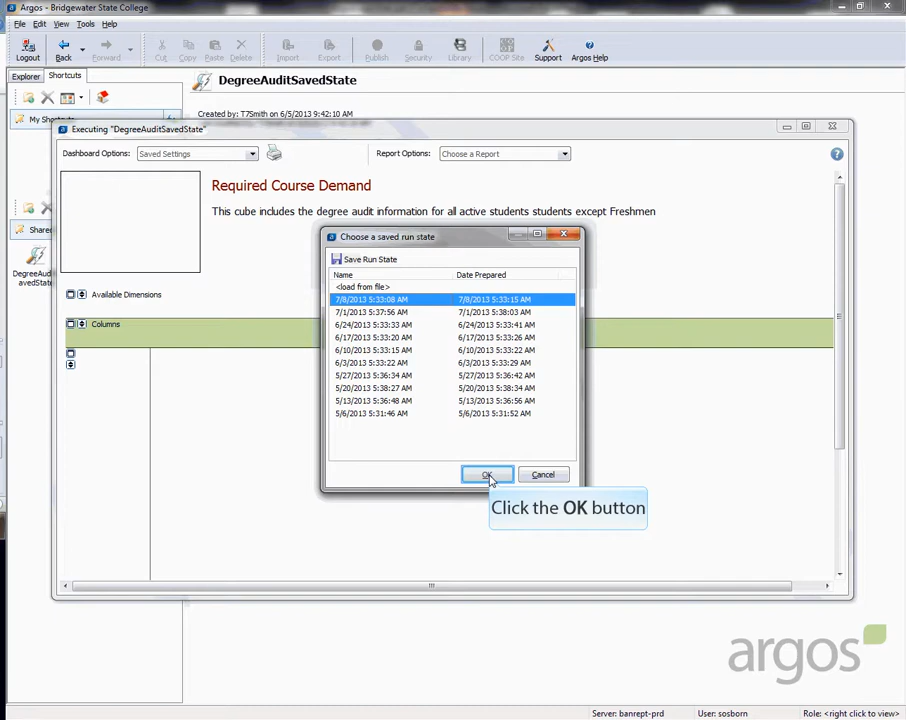 Argos - Bridgewater State College
File Edit View Tools Help
Logout Back Forward Cut Copy Paste Delete Import Export Publish Security Library COOP Site Support Argos Help
Explorer Shortcuts
DegreeAuditSavedState
My Shor
Created by: T7Smith on 6/5/2013 9:42:10 AM
Executing "DegreeAuditSavedState"
Dashboard Options: Saved Settings Report Options: Choose a Report
Required Course Demand
This cube includes the degree audit information for all active students students except Freshmen
Shared
DegreeAu
avedState
Available Dimensions
Columns
Choose a saved run state
Save Run State
Name Date Prepared
<load from file>
7/8/2013 5:33:08 AM 7/8/2013 5:33:15 AM
7/1/2013 5:37:56 AM 7/1/2013 5:38:03 AM
6/24/2013 5:33:33 AM 6/24/2013 5:33:41 AM
6/17/2013 5:33:20 AM 6/17/2013 5:33:26 AM
6/10/2013 5:33:15 AM 6/10/2013 5:33:22 AM
6/3/2013 5:33:22 AM 6/3/2013 5:33:29 AM
5/27/2013 5:36:34 AM 5/27/2013 5:36:42 AM
5/20/2013 5:38:27 AM 5/20/2013 5:38:34 AM
5/13/2013 5:36:48 AM 5/13/2013 5:36:56 AM
5/6/2013 5:31:46 AM 5/6/2013 5:31:52 AM
OK Cancel
Click the OK button
argos
Server: banrept-prd User: sosborn Role: <right click to view>